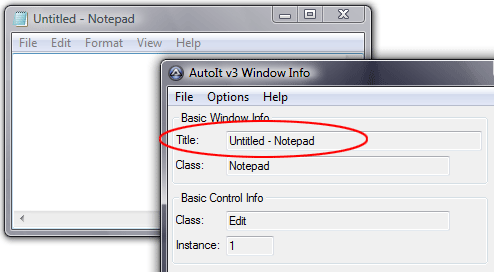 Untitled - Notepad
File Edit Format View Help
AutoIt v3 Window Info
File Options Help
Basic Window Info
Title: Untitled - Notepad
Class: Notepad
Basic Control Info
Class: Edit
Instance: 1